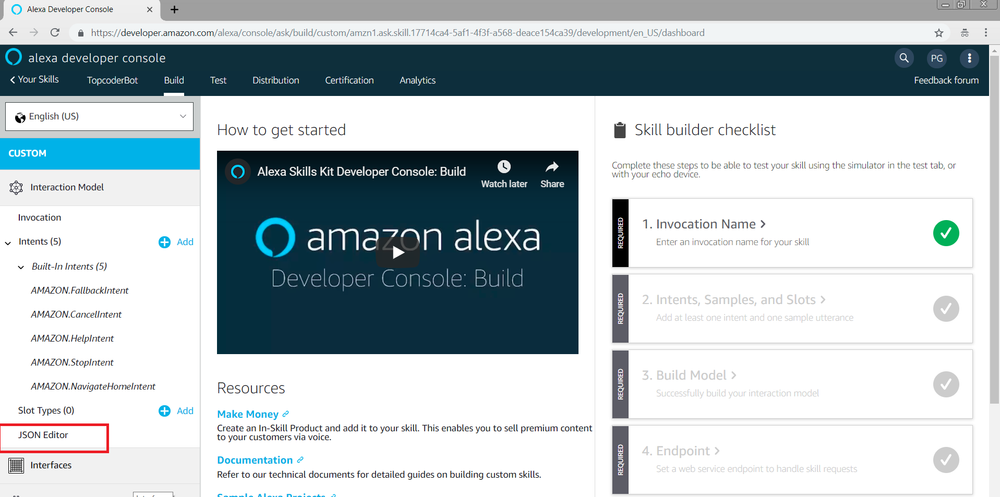 Alexa Developer Console
https://developer.amazon.com/alexa/console/ask/build/custom/amzn1.ask.skill.17714ca4-5af1-4f3f-a568-deace154ca39/development/en_US/dashboard
alexa developer console
PG
Your Skills
TopcoderBot
Build
Test
Distribution
Certification
Analytics
Feedback forum
English (US)
CUSTOM
Interaction Model
Invocation
Intents (5)
Add
Built-In Intents (5)
AMAZON.FallbackIntent
AMAZON.CancelIntent
AMAZON.HelpIntent
AMAZON.StopIntent
AMAZON.NavigateHomeIntent
Slot Types (0)
Add
JSON Editor
Interfaces
How to get started
Alexa Skills Kit Developer Console: Build
Watch later
Share
amazon alexa
Developer Console: Build
Resources
Make Money
Create an In-Skill Product and add it to your skill. This enables you to sell premium content
to your customers via voice.
Documentation
Refer to our technical documents for detailed guides on building custom skills.
Sample Alexa Projects
Skill builder checklist
Complete these steps to be able to test your skill using the simulator in the test tab, or
with your echo device.
REQUIRED
1. Invocation Name
Enter an invocation name for your skill
REQUIRED
2. Intents, Samples, and Slots
Add at least one intent and one sample utterance
REQUIRED
3. Build Model
Successfully build your interaction model
REQUIRED
4. Endpoint
Set a web service endpoint to handle skill requests